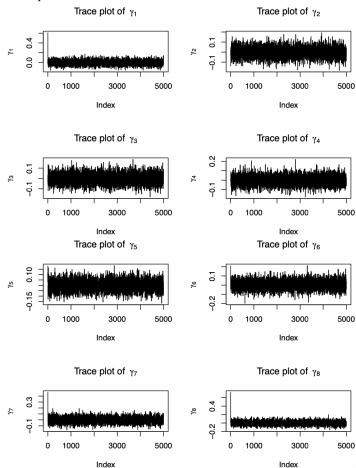 Trace plot of γ1
Trace plot of γ2
γ1
0.0 0.4
0 1000 3000 5000
Index
γ2
-0.1 0.1
0 1000 3000 5000
Index
Trace plot of γ3
Trace plot of γ4
γ3
-0.1 0.1
0 1000 3000 5000
Index
γ4
-0.1 0.2
0 1000 3000 5000
Index
Trace plot of γ5
Trace plot of γ6
γ5
-0.15 0.10
0 1000 3000 5000
Index
γ6
-0.2 0.1
0 1000 3000 5000
Index
Trace plot of γ7
Trace plot of γ8
γ7
-0.1 0.3
0 1000 3000 5000
Index
γ8
-0.2 0.4
0 1000 3000 5000
Index